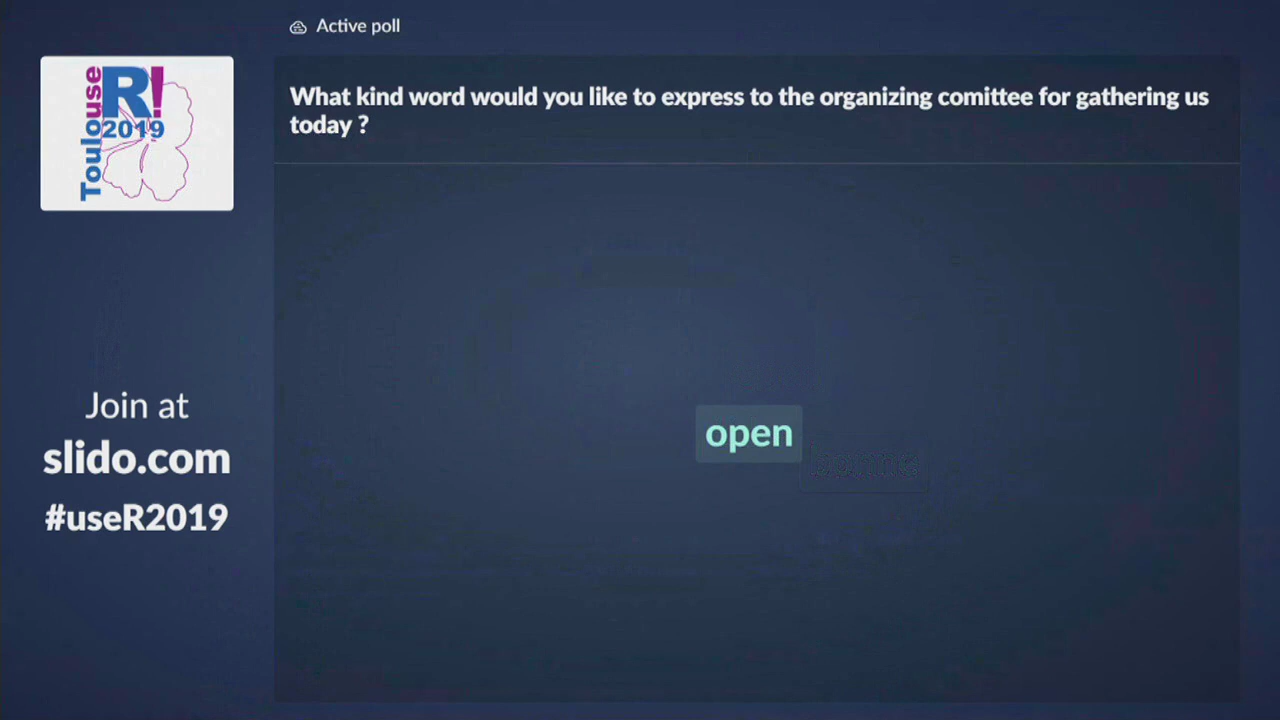 Active poll
Toulouse
R!
2019
What kind word would you like to express to the organizing comittee for gathering us
today ?
open
Join at
slido.com
#useR2019